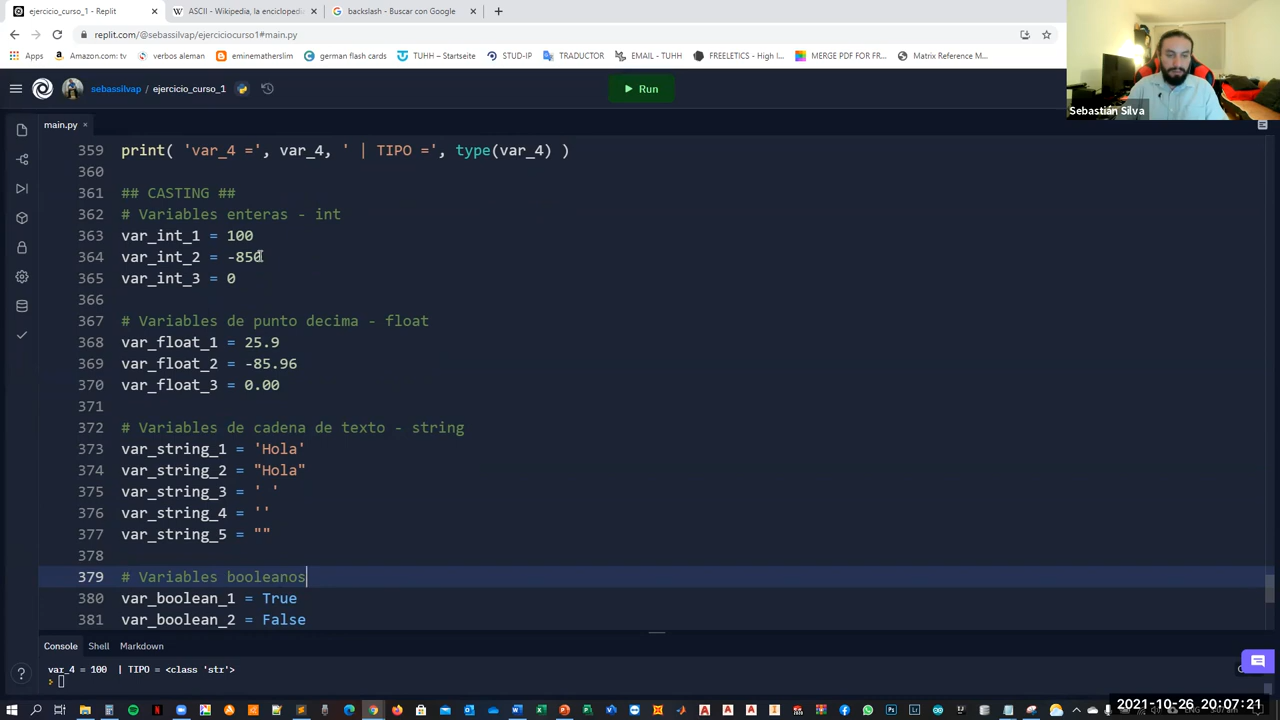 ejercicio_curso_1 - Replit
ASCII - Wikipedia, la enciclopedi
backslash - Buscar con Google
replit.com/@sebassilvap/ejerciciocurso1#main.py
Apps
Amazon.com: tv
verbos aleman
german flash cards
TUHH – Startseite
STUD-IP
TRADUCTOR
EMAIL - TUHH
FREELETICS – High I...
MERGE PDF FOR FR...
Matrix Referenz
Sebastián Silva
sebassilvap / ejercicio_curso_1
Run
main.py
359 print( 'var_4 =', var_4, ' | TIPO =', type(var_4) )
360
361 ## CASTING ##
362 # Variables enteras - int
363 var_int_1 = 100
364 var_int_2 = -850
365 var_int_3 = 0
366
367 # Variables de punto decima - float
368 var_float_1 = 25.9
369 var_float_2 = -85.96
370 var_float_3 = 0.00
371
372 # Variables de cadena de texto - string
373 var_string_1 = 'Hola'
374 var_string_2 = "Hola"
375 var_string_3 = ' '
376 var_string_4 = ''
377 var_string_5 = ""
378
379 # Variables booleanos
380 var_boolean_1 = True
381 var_boolean_2 = False
Console Shell Markdown
var_4 = 100 | TIPO = <class 'str'>
2021-10-26 20:07:21